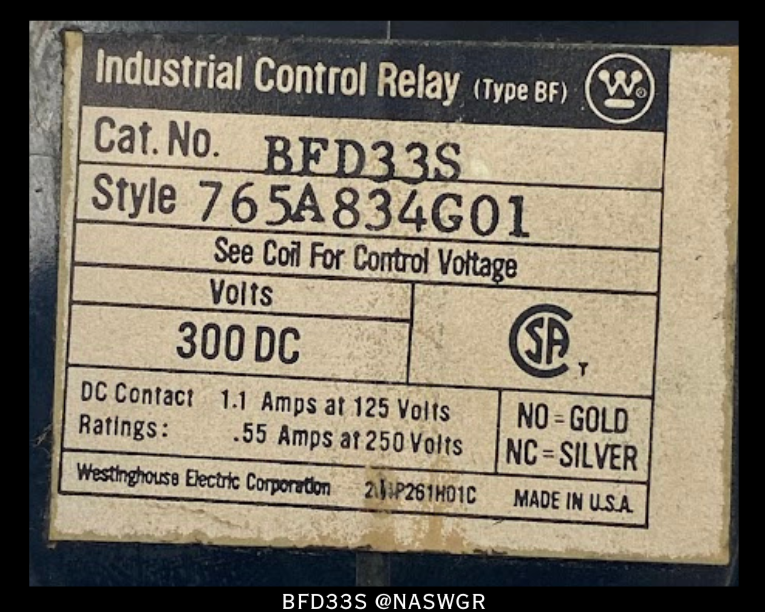 Industrial Control Relay (Type BF) W ®
Cat. No. BFD33S
Style 765A834G01
See Coil For Control Voltage
Volts
300 DC
SA T
DC Contact 1.1 Amps at 125 Volts
Ratings: .55 Amps at 250 Volts
NO=GOLD
NC=SILVER
Westinghouse Electric Corporation MADE IN U.S.A.
BFD33S @NASWGR